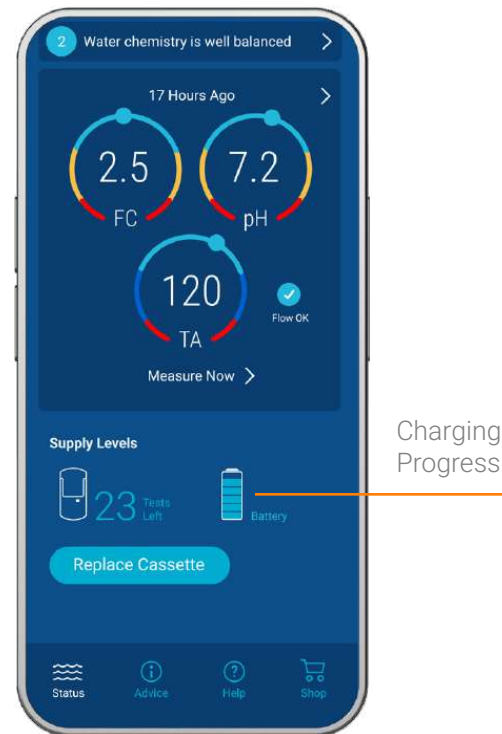 2 Water chemistry is well balanced
17 Hours Ago
2.5
FC
7.2
pH
120
TA
Flow OK
Measure Now
Supply Levels
23 Tests
Left
Battery
Replace Cassette
Status Advice Help Shop
Charging
Progress